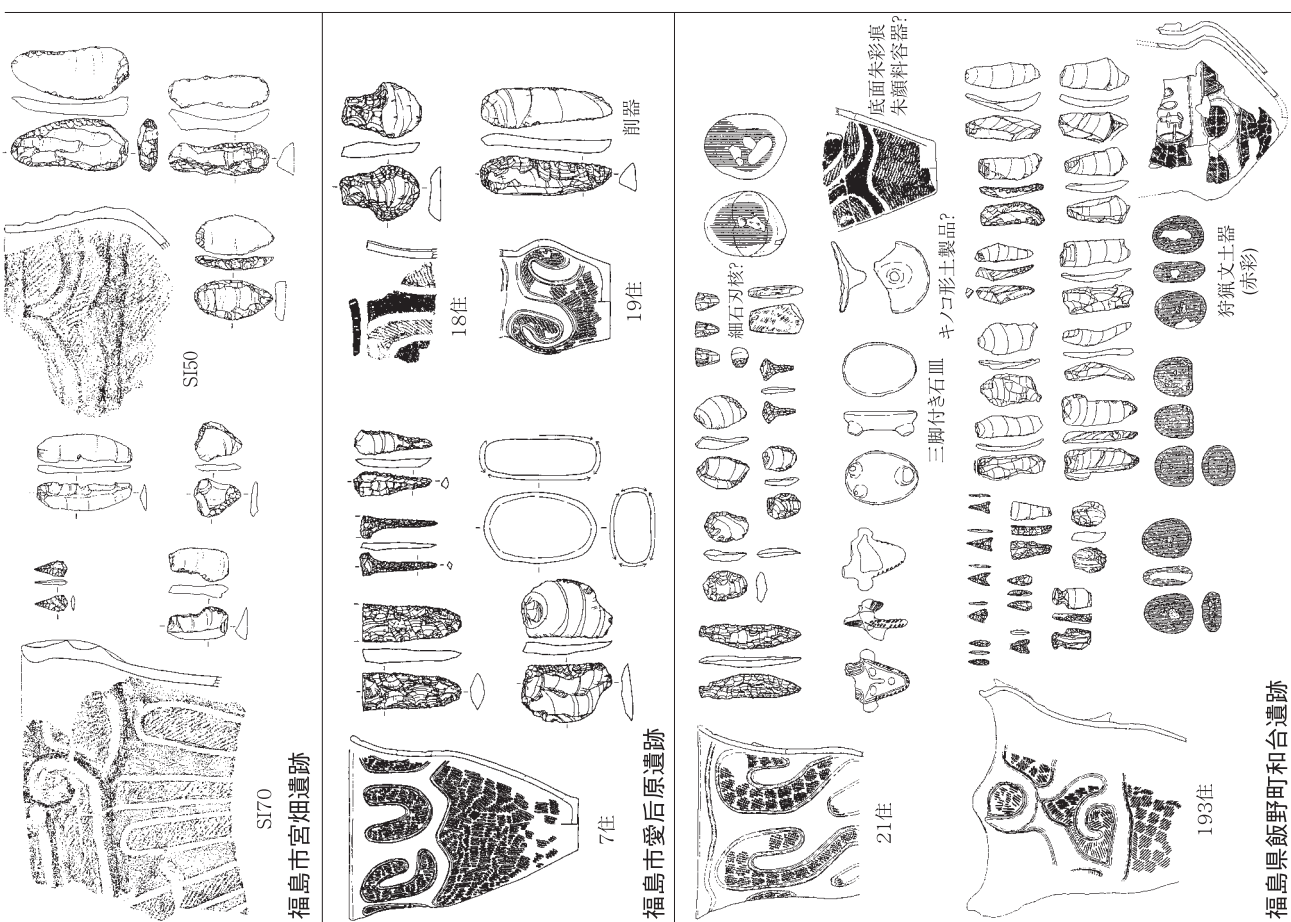 福島市宮畑遺跡
SI70
SI50
福島市愛后原遺跡
7住
18住
19住
削器
福島県飯野町和台遺跡
21住
細石刃核?
三脚付き石皿
キノコ形土製品?
底面朱彩痕
朱顔料容器?
193住
狩猟文土器
(赤彩)